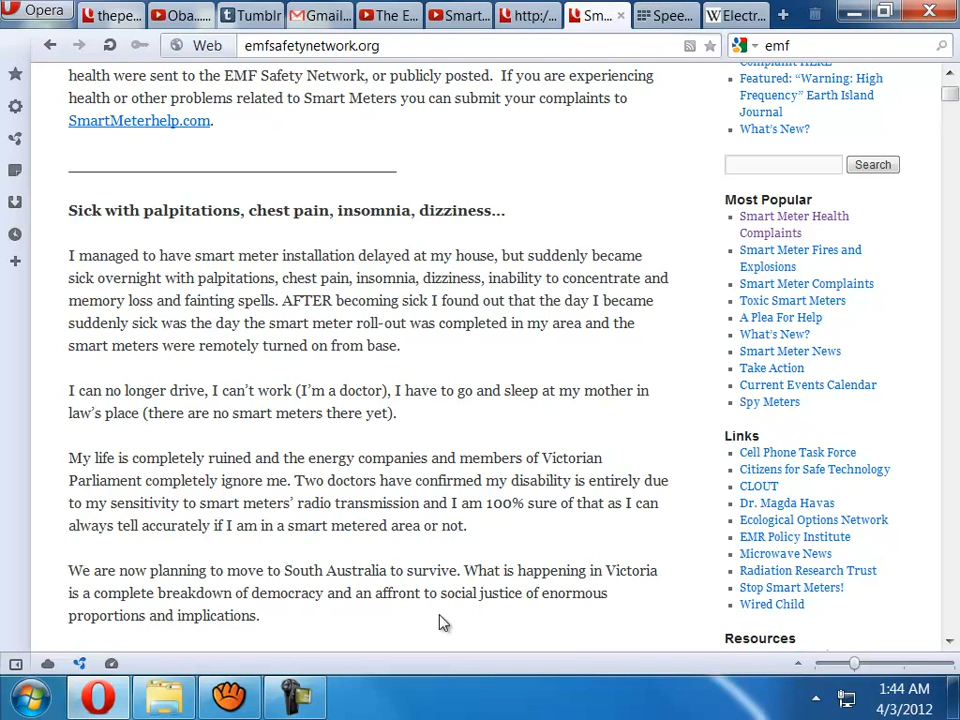 Opera
thepe...
Oba.....
Tumblr
Gmail...
The E...
Smart...
http:/...
Sm...
Spee...
Electr...
Web
emfsafetynetwork.org
emf
health were sent to the EMF Safety Network, or publicly posted. If you are experiencing
health or other problems related to Smart Meters you can submit your complaints to
SmartMeterhelp.com.
Sick with palpitations, chest pain, insomnia, dizziness…
I managed to have smart meter installation delayed at my house, but suddenly became
sick overnight with palpitations, chest pain, insomnia, dizziness, inability to concentrate and
memory loss and fainting spells. AFTER becoming sick I found out that the day I became
suddenly sick was the day the smart meter roll-out was completed in my area and the
smart meters were remotely turned on from base.
I can no longer drive, I can't work (I'm a doctor), I have to go and sleep at my mother in
law's place (there are no smart meters there yet).
My life is completely ruined and the energy companies and members of Victorian
Parliament completely ignore me. Two doctors have confirmed my disability is entirely due
to my sensitivity to smart meters' radio transmission and I am 100% sure of that as I can
always tell accurately if I am in a smart metered area or not.
We are now planning to move to South Australia to survive. What is happening in Victoria
is a complete breakdown of democracy and an affront to social justice of enormous
proportions and implications.
Complaint HERE
Featured: "Warning: High
Frequency" Earth Island
Journal
What's New?
Search
Most Popular
Smart Meter Health
Complaints
Smart Meter Fires and
Explosions
Smart Meter Complaints
Toxic Smart Meters
A Plea For Help
What's New?
Smart Meter News
Take Action
Current Events Calendar
Spy Meters
Links
Cell Phone Task Force
Citizens for Safe Technology
CLOUT
Dr. Magda Havas
Ecological Options Network
EMR Policy Institute
Microwave News
Radiation Research Trust
Stop Smart Meters!
Wired Child
Resources
1:44 AM
4/3/2012